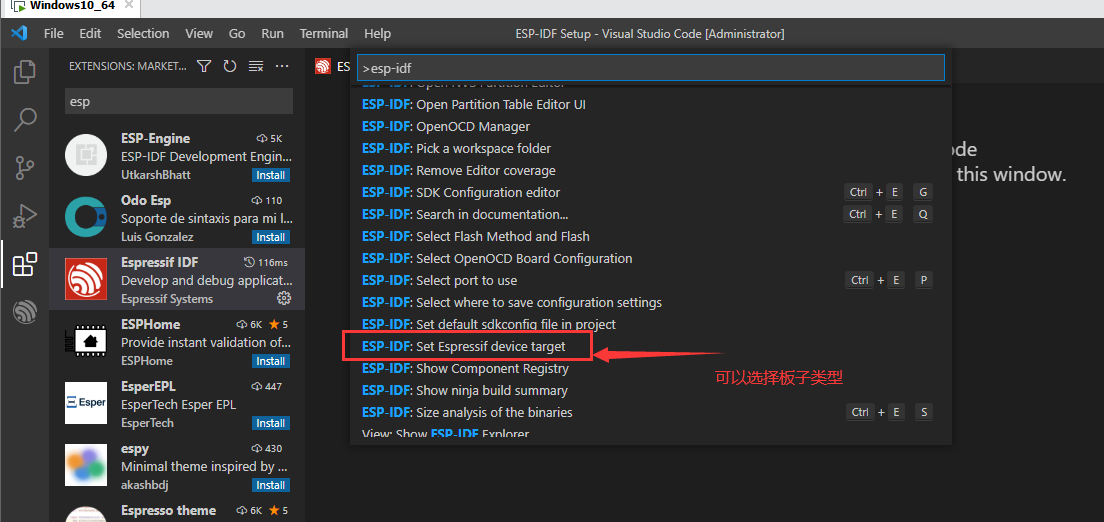 Windows10_64
File Edit Selection View Go Run Terminal Help
ESP-IDF Setup - Visual Studio Code [Administrator]
EXTENSIONS: MARKET...
esp
ESP-Engine 5K
ESP-IDF Development Engin...
UtkarshBhatt Install
Odo Esp 110
Soporte de sintaxis para mi l...
Luis Gonzalez Install
Espressif IDF 116ms
Develop and debug applicat...
Espressif Systems
ESPHome 6K 5
Provide instant validation of...
ESPHome Install
EsperEPL 447
EsperTech Esper EPL
EsperTech Install
espy 430
Minimal theme inspired by ...
akashbdj Install
Espresso theme 6K 5
Esper
ES
>esp-idf
ESP-IDF: Open NVS Partition Editor
ESP-IDF: Open Partition Table Editor UI
ESP-IDF: OpenOCD Manager
ESP-IDF: Pick a workspace folder
ESP-IDF: Remove Editor coverage
ESP-IDF: SDK Configuration editor Ctrl + E G
ESP-IDF: Search in documentation... Ctrl + E Q
ESP-IDF: Select Flash Method and Flash
ESP-IDF: Select OpenOCD Board Configuration
ESP-IDF: Select port to use Ctrl + E P
ESP-IDF: Select where to save configuration settings
ESP-IDF: Set default sdkconfig file in project
ESP-IDF: Set Espressif device target
ESP-IDF: Show Component Registry
ESP-IDF: Show ninja build summary
ESP-IDF: Size analysis of the binaries Ctrl + E S
View: Show ESP-IDF Explorer
可以选择板子类型
ode
this window.